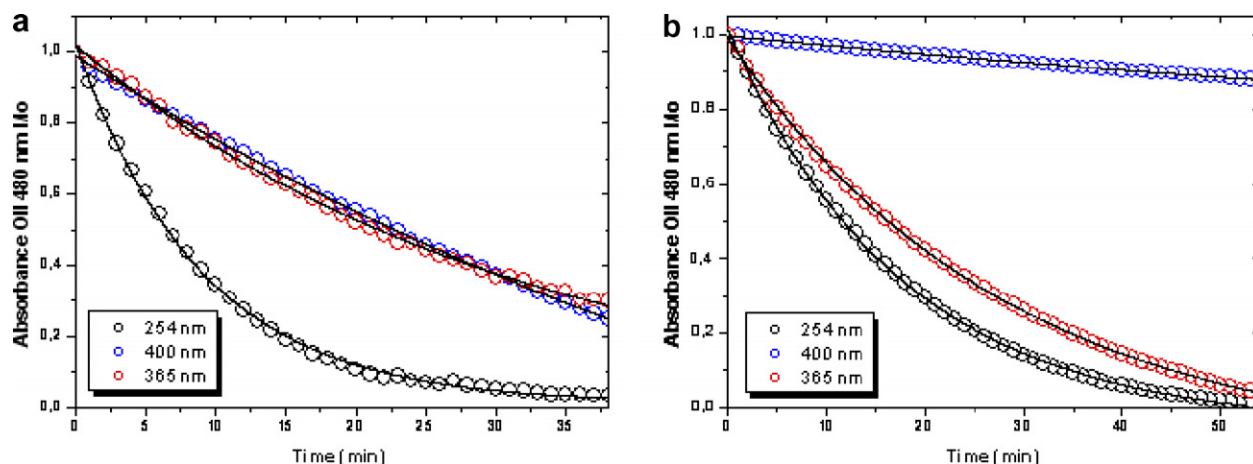 a
Absorbance OII 480 nm I/Io
1,0
0,8
0,6
0,4
0,2
0,0
254 nm
400 nm
365 nm
0 5 10 15 20 25 30 35
Time (min)
b
Absorbance OII 480 nm I/Io
1,0
0,8
0,6
0,4
0,2
0,0
254 nm
400 nm
365 nm
0 10 20 30 40 50
Time (min)